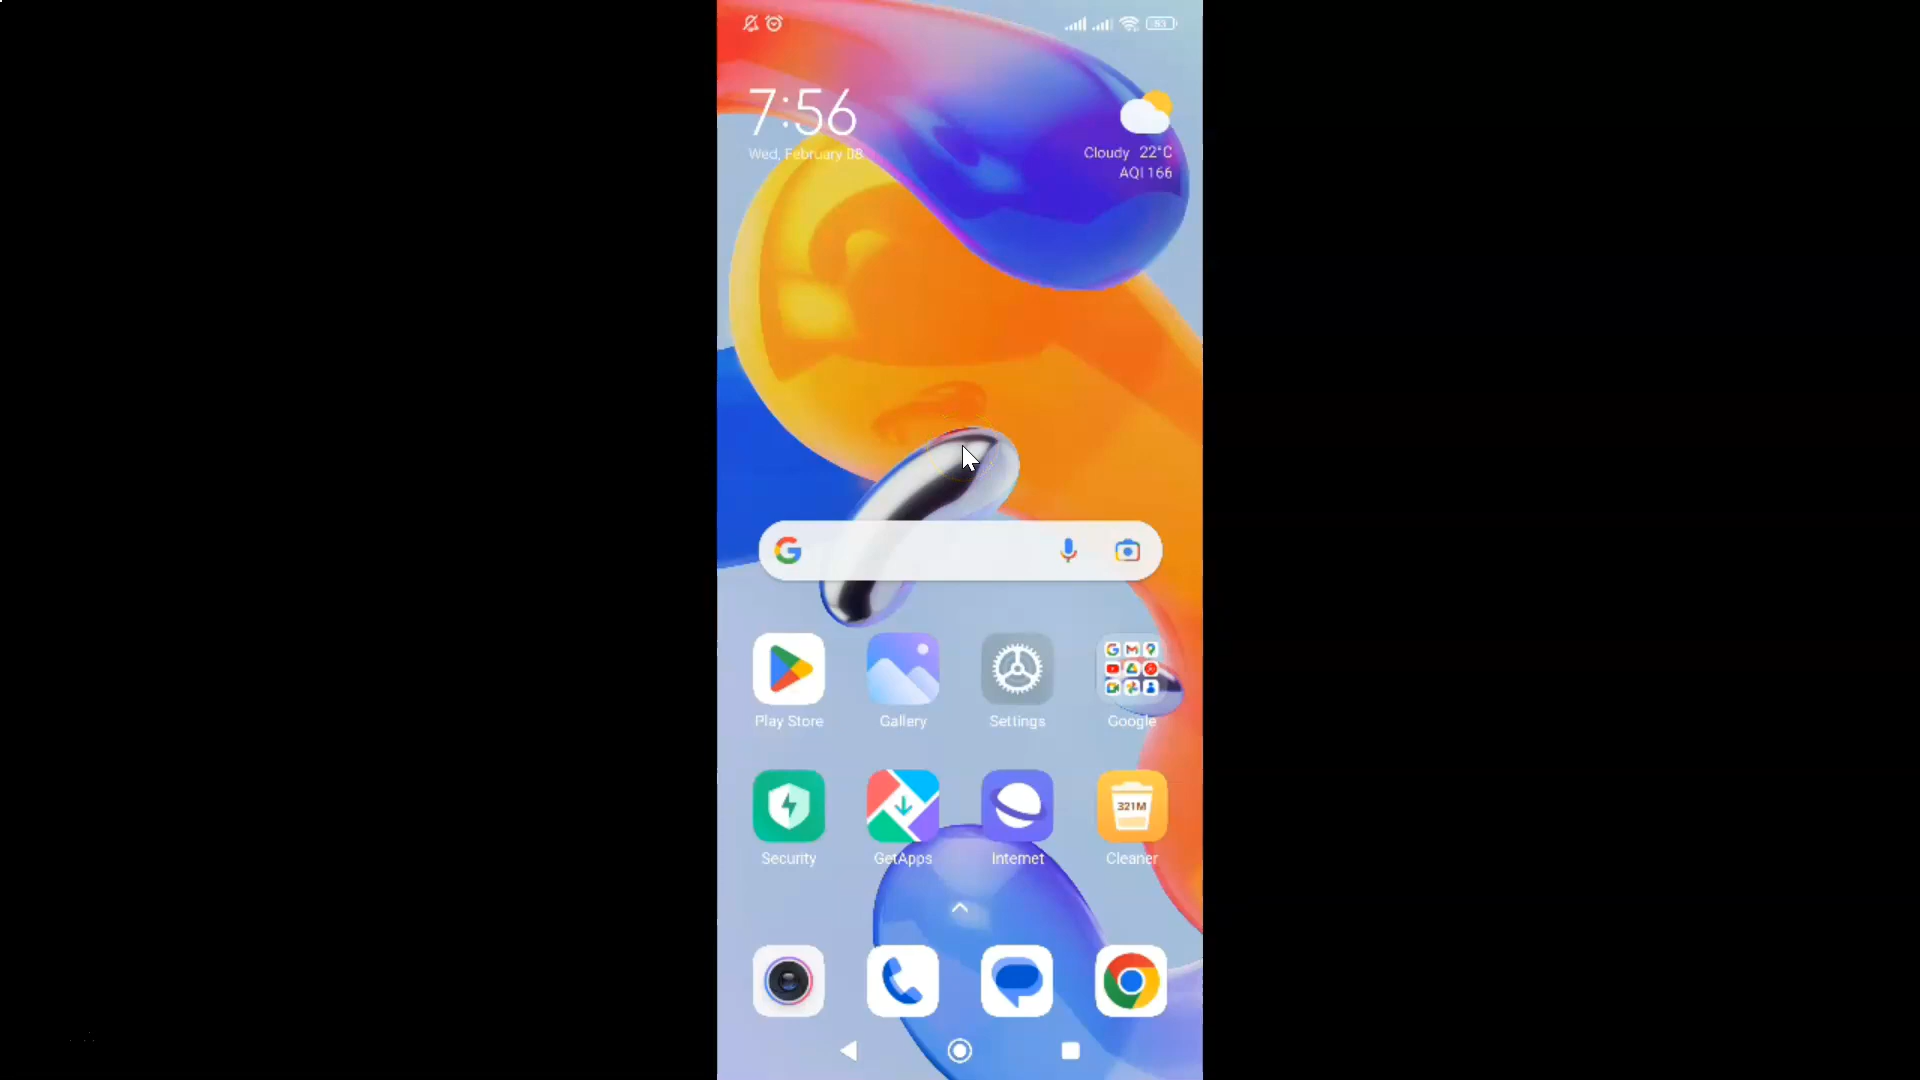 83
7:56
Wed, February 08
Cloudy 22°C
AQI 166
Play Store
Gallery
Settings
Google
321M
Security
GetApps
Internet
Cleaner